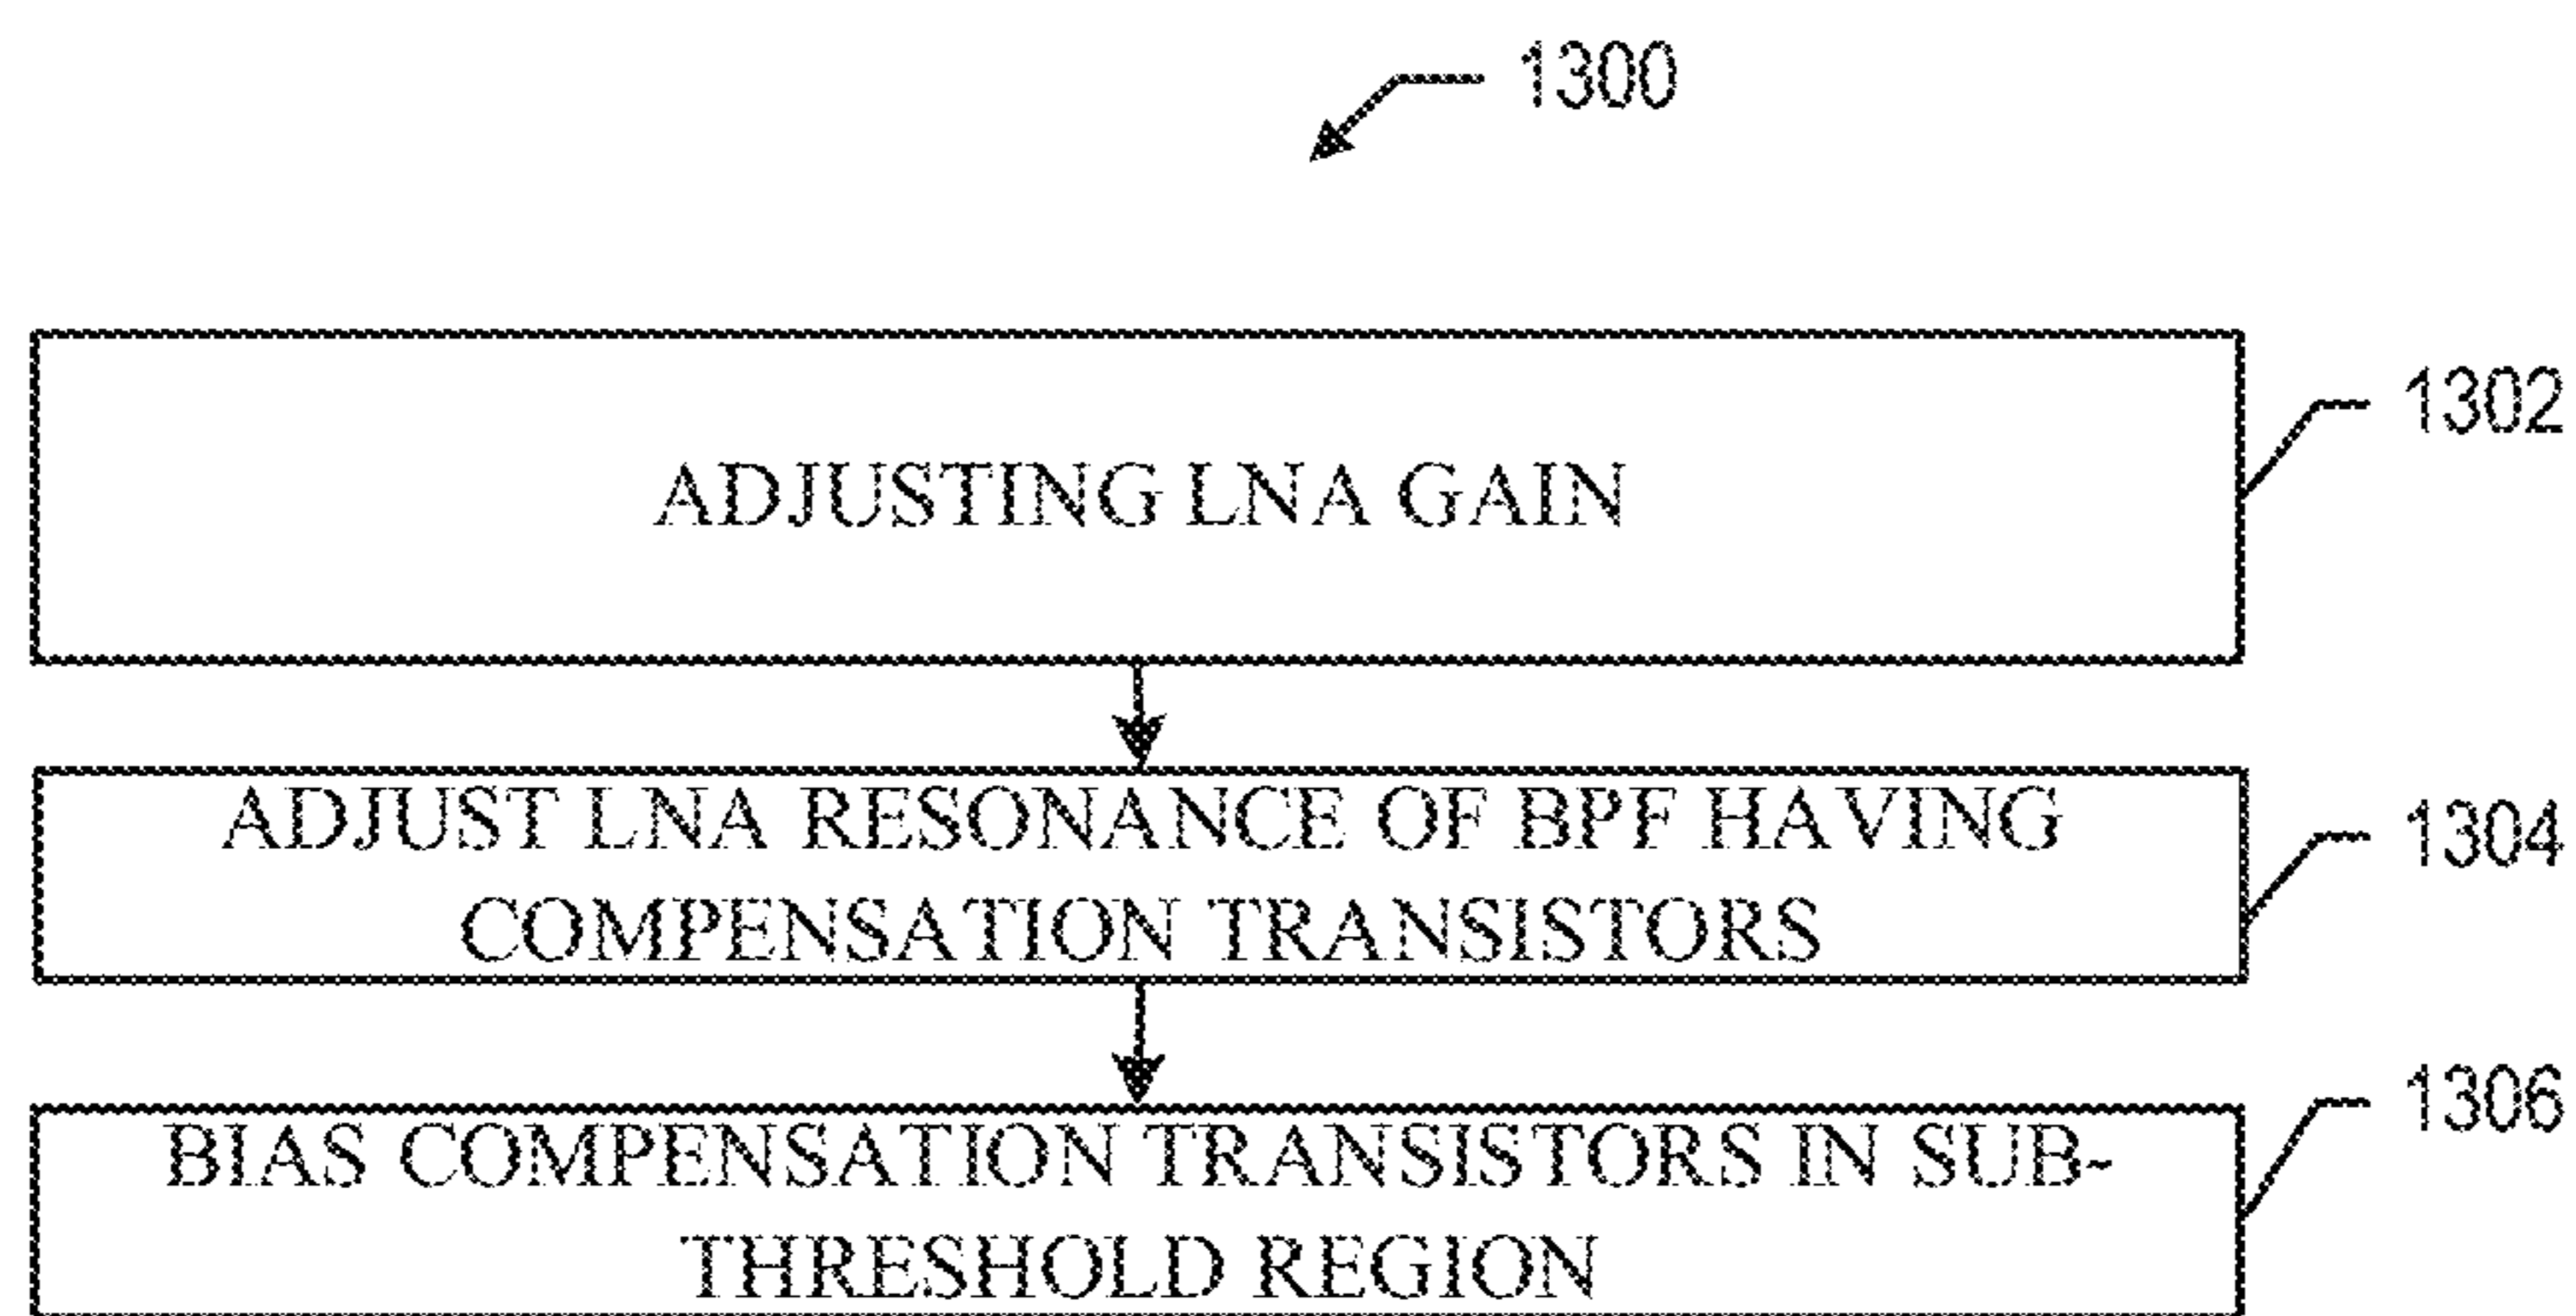 1300
ADJUSTING LNA GAIN
1302
ADJUST LNA RESONANCE OF BPF HAVING
COMPENSATION TRANSISTORS
1304
BIAS COMPENSATION TRANSISTORS IN SUB-
THRESHOLD REGION
1306